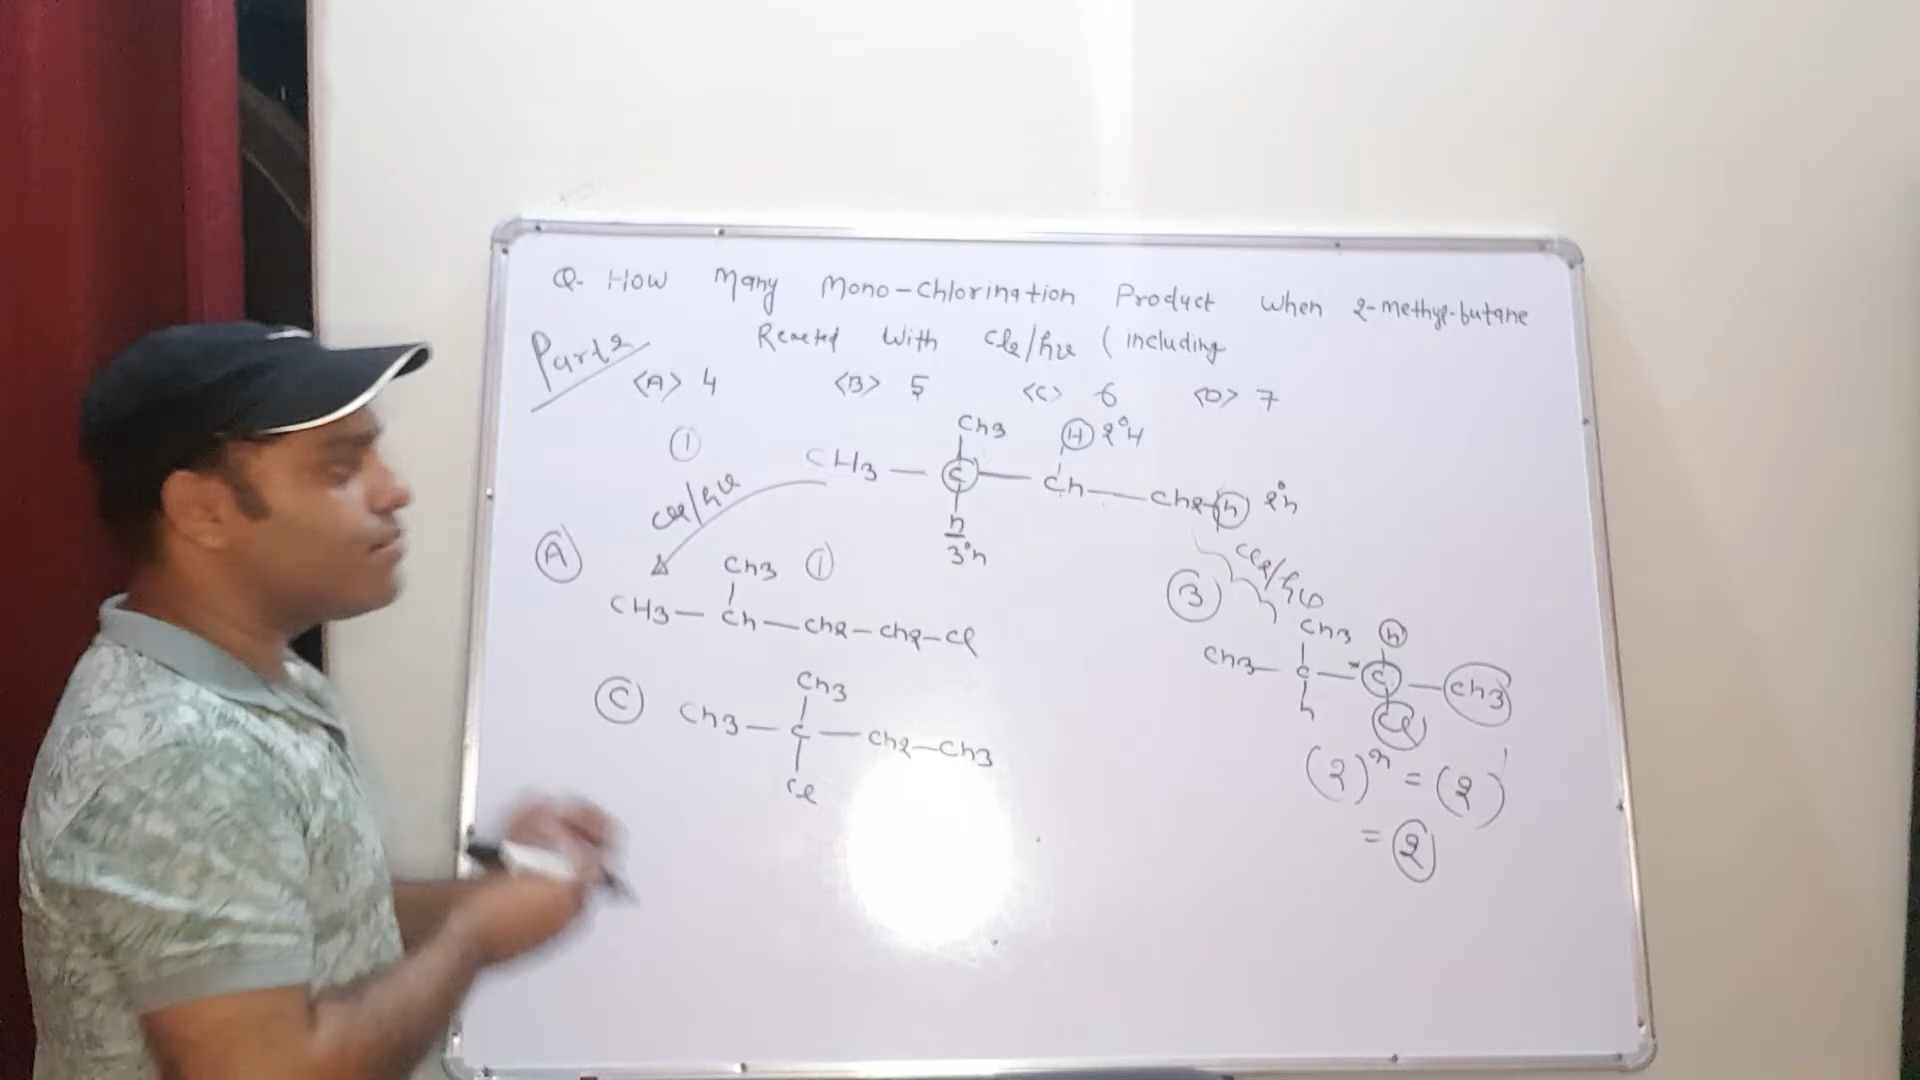 Q. How Many Mono-Chlorination Product When 2-methyl-butane
Part 2 Reacted With Cl2/hν (including
<A> 4 <B> 5 <C> 6 <D> 7
①
CH3 Ⓗ 2°H
CH3 — C — CH — CH2-H 2°H
H
3°H
Cl2/hν
Ⓐ
CH3 ①
CH3 — CH — CH2 — CH2 — Cl
Ⓑ Cl2/hν
CH3 H
CH3 — C — C — CH3
H Cl
(2)^n = (2)^1
= ②
Ⓒ
CH3
CH3 — C — CH2 — CH3
Cl